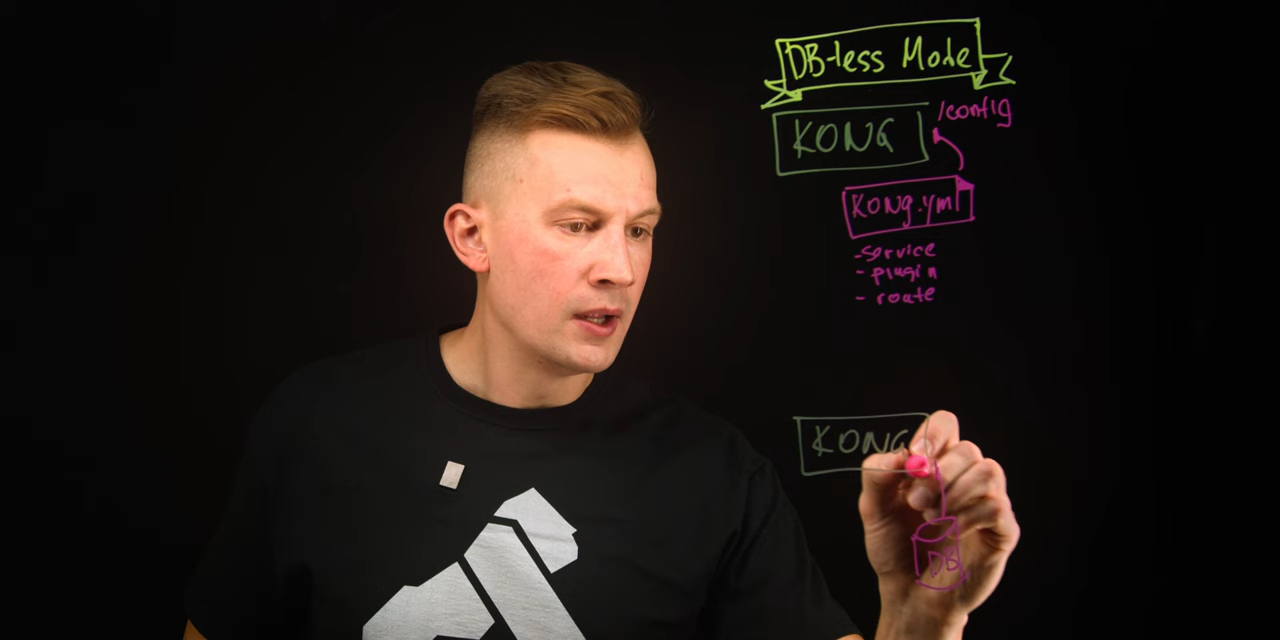 DB-less Mode
KONG
/config
KONg.yml
-service
- plugin
- route
KONG
DB